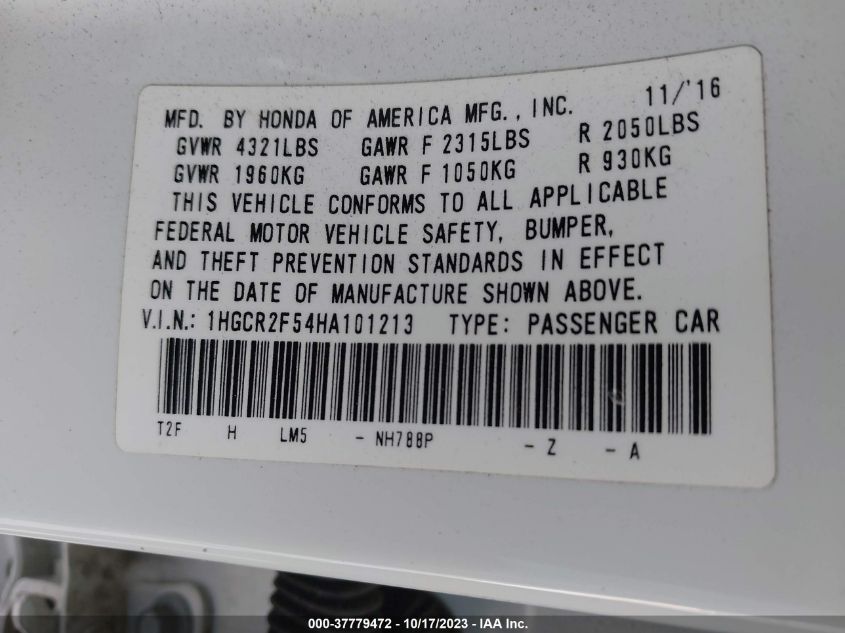 11/'16
MFD. BY HONDA OF AMERICA MFG., INC.
GVWR 4321LBS GAWR F 2315LBS R 2050LBS
GVWR 1960KG GAWR F 1050KG R 930KG
THIS VEHICLE CONFORMS TO ALL APPLICABLE
FEDERAL MOTOR VEHICLE SAFETY, BUMPER,
AND THEFT PREVENTION STANDARDS IN EFFECT
ON THE DATE OF MANUFACTURE SHOWN ABOVE.
V.I.N.: 1HGCR2F54HA101213 TYPE: PASSENGER CAR
T2F H LM5 - NH788P - Z - A
000-37779472 - 10/17/2023 - IAA Inc.